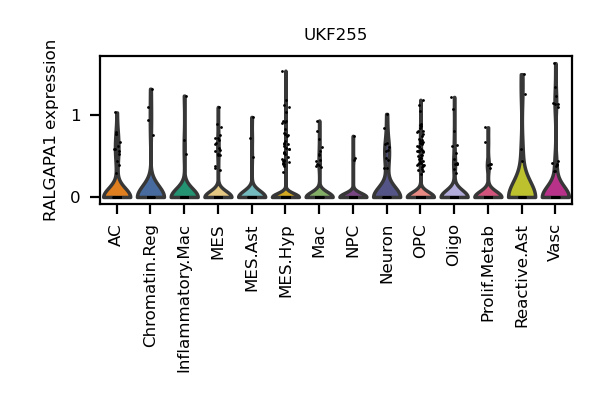 UKF255
RALGAPA1 expression
1
0
AC
Chromatin.Reg
Inflammatory.Mac
MES
MES.Ast
MES.Hyp
Mac
NPC
Neuron
OPC
Oligo
Prolif.Metab
Reactive.Ast
Vasc